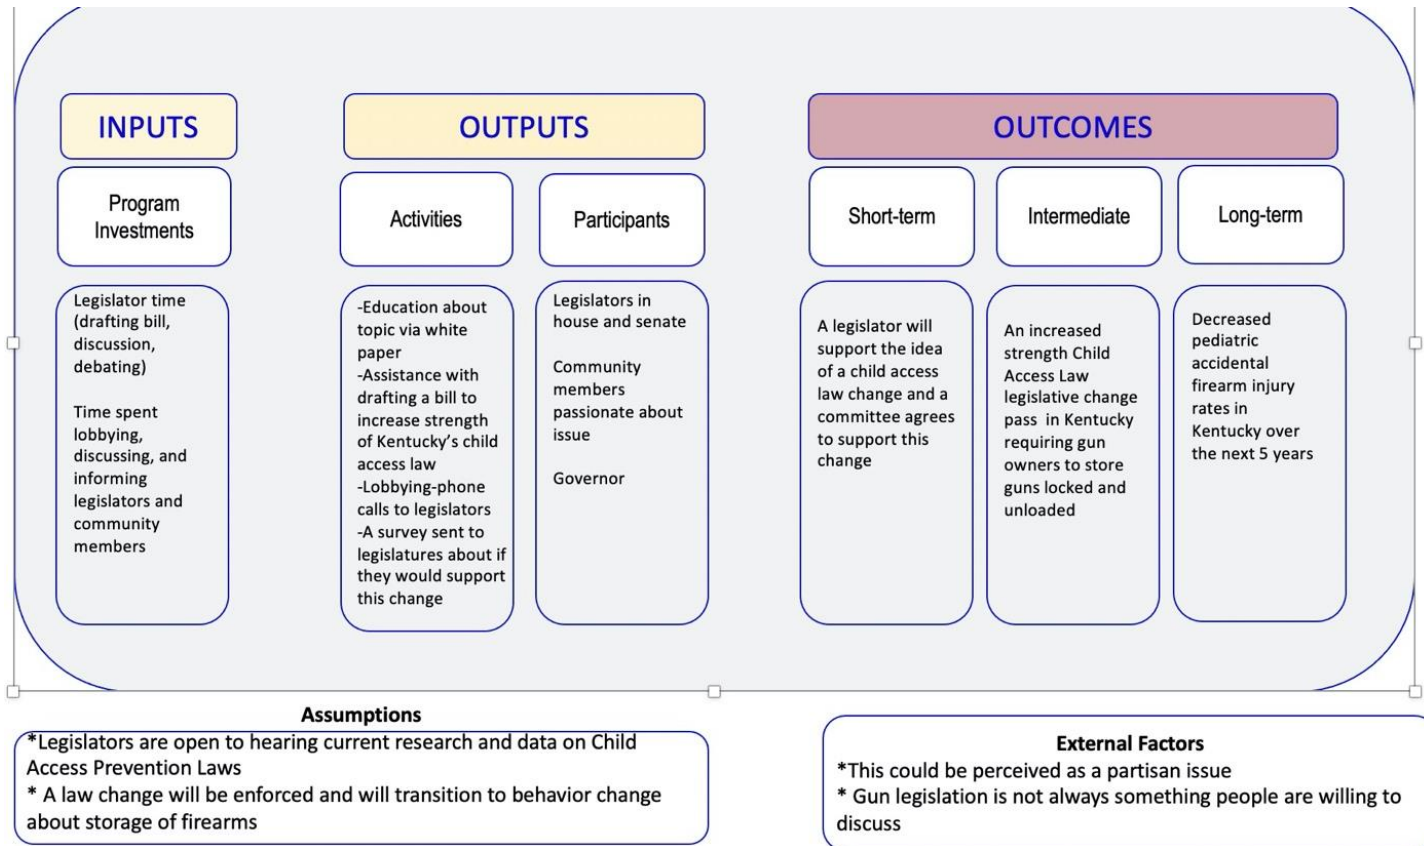 INPUTS
OUTPUTS
OUTCOMES
Program
Investments
Activities
Participants
Short-term
Intermediate
Long-term
Legislator time
(drafting bill,
discussion,
debating)
Time spent
lobbying,
discussing, and
informing
legislators and
community
members
-Education about
topic via white
paper
-Assistance with
drafting a bill to
increase strength
of Kentucky’s child
access law
-Lobbying-phone
calls to legislators
-A survey sent to
legislatures about if
they would support
this change
Legislators in
house and senate
Community
members
passionate about
issue
Governor
A legislator will
support the idea
of a child access
law change and a
committee agrees
to support this
change
An increased
strength Child
Access Law
legislative change
pass in Kentucky
requiring gun
owners to store
guns locked and
unloaded
Decreased
pediatric
accidental
firearm injury
rates in
Kentucky over
the next 5 years
Assumptions
*Legislators are open to hearing current research and data on Child
Access Prevention Laws
* A law change will be enforced and will transition to behavior change
about storage of firearms
External Factors
*This could be perceived as a partisan issue
* Gun legislation is not always something people are willing to
discuss